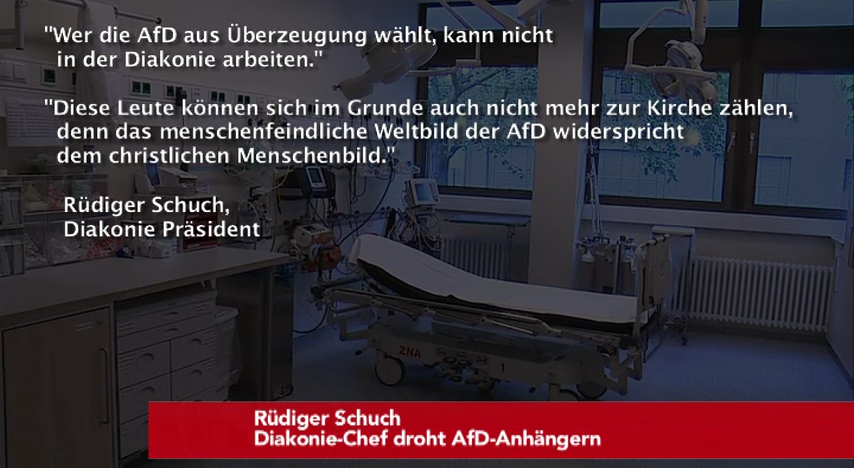 "Wer die AfD aus Überzeugung wählt, kann nicht
in der Diakonie arbeiten."
"Diese Leute können sich im Grunde auch nicht mehr zur Kirche zählen,
denn das menschenfeindliche Weltbild der AfD widerspricht
dem christlichen Menschenbild."
Rüdiger Schuch,
Diakonie Präsident
ZNA
1
Rüdiger Schuch
Diakonie-Chef droht AfD-Anhängern